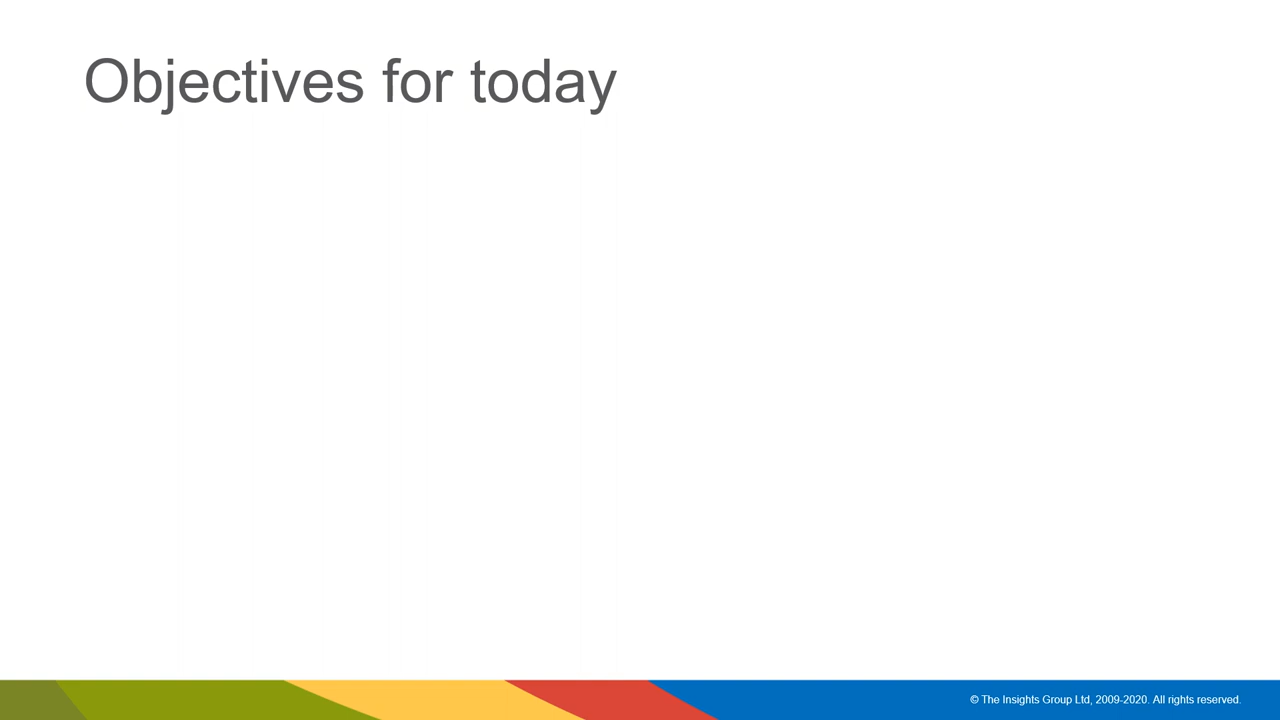 Objectives for today
© The Insights Group Ltd, 2009-2020. All rights reserved.